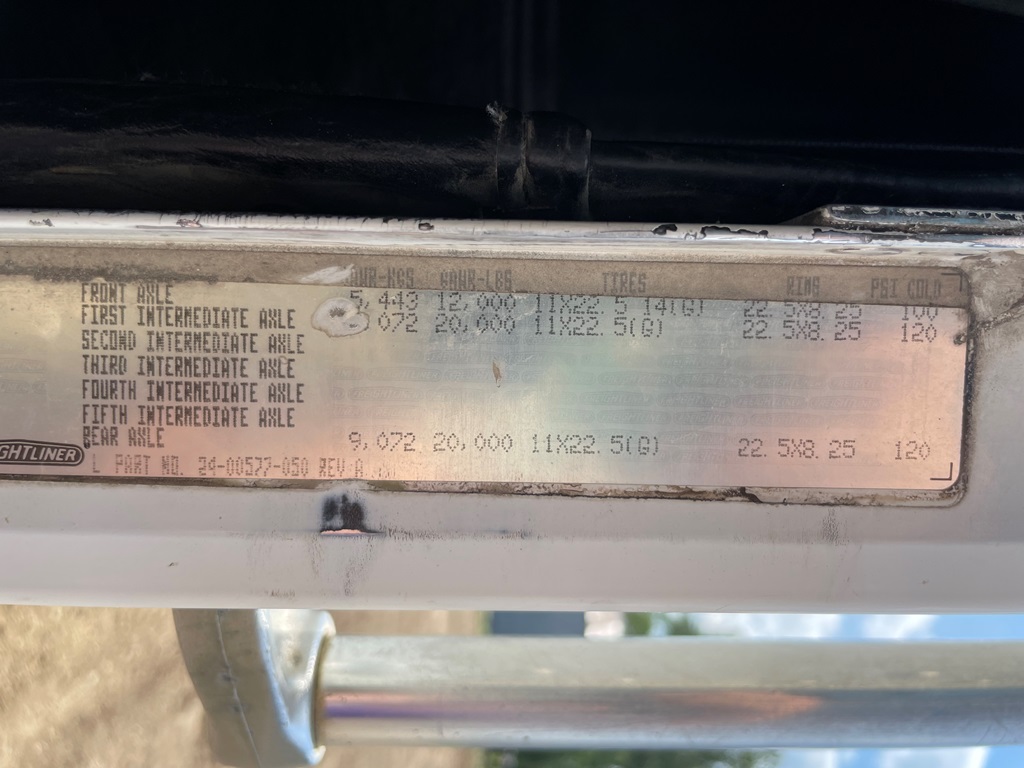 GAWR-KGS GAWR-LBS TIRES RIMS PSI COLD
FRONT AXLE 5,443 12,000 11X22.5 14(G) 22.5X8.25 100
FIRST INTERMEDIATE AXLE 072 20,000 11X22.5(G) 22.5X8.25 120
SECOND INTERMEDIATE AXLE
THIRD INTERMEDIATE AXLE
FOURTH INTERMEDIATE AXLE
FIFTH INTERMEDIATE AXLE
REAR AXLE 9,072 20,000 11X22.5(G) 22.5X8.25 120
GHTLINER L PART NO. 24-00577-050 REV A